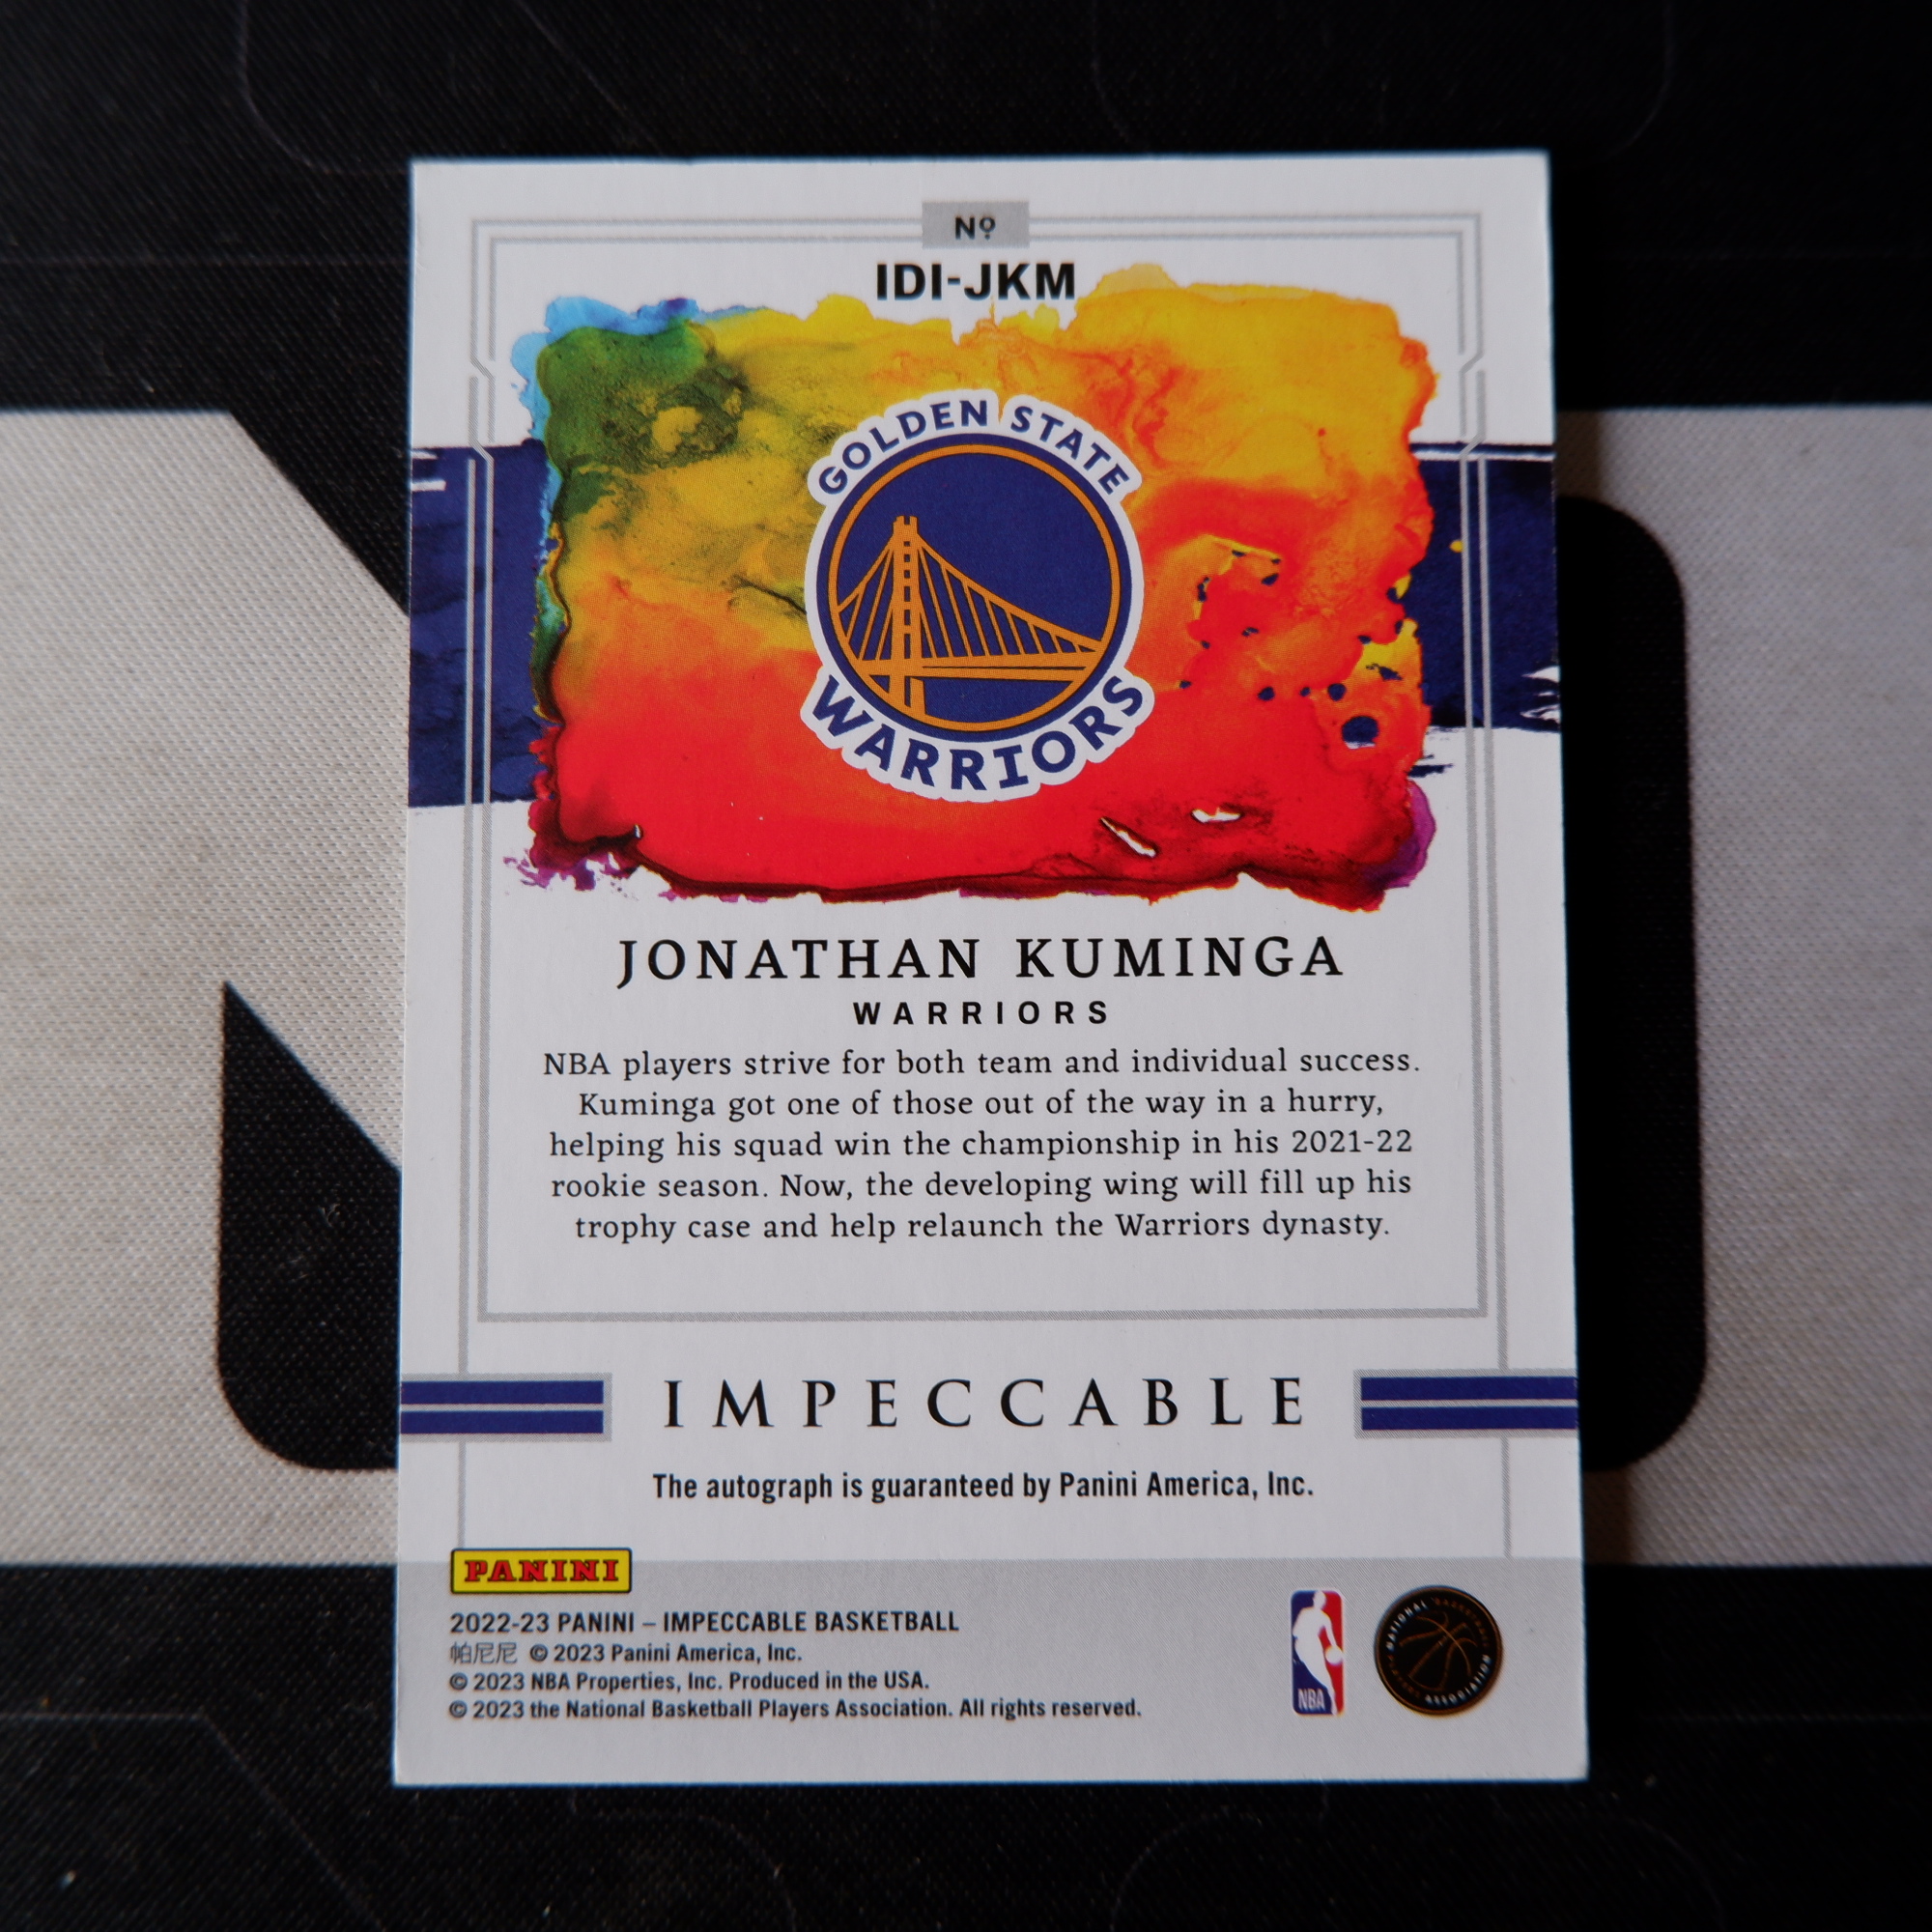 Nº
IDI-JKM
GOLDEN STATE
WARRIORS
JONATHAN KUMINGA
WARRIORS
NBA players strive for both team and individual success.
Kuminga got one of those out of the way in a hurry,
helping his squad win the championship in his 2021-22
rookie season. Now, the developing wing will fill up his
trophy case and help relaunch the Warriors dynasty.
IMPECCABLE
The autograph is guaranteed by Panini America, Inc.
PANINI
2022-23 PANINI – IMPECCABLE BASKETBALL
帕尼尼 © 2023 Panini America, Inc.
© 2023 NBA Properties, Inc. Produced in the USA.
© 2023 the National Basketball Players Association. All rights reserved.
NBA
NATIONAL BASKETBALL
PLAYERS ASSOCIATION